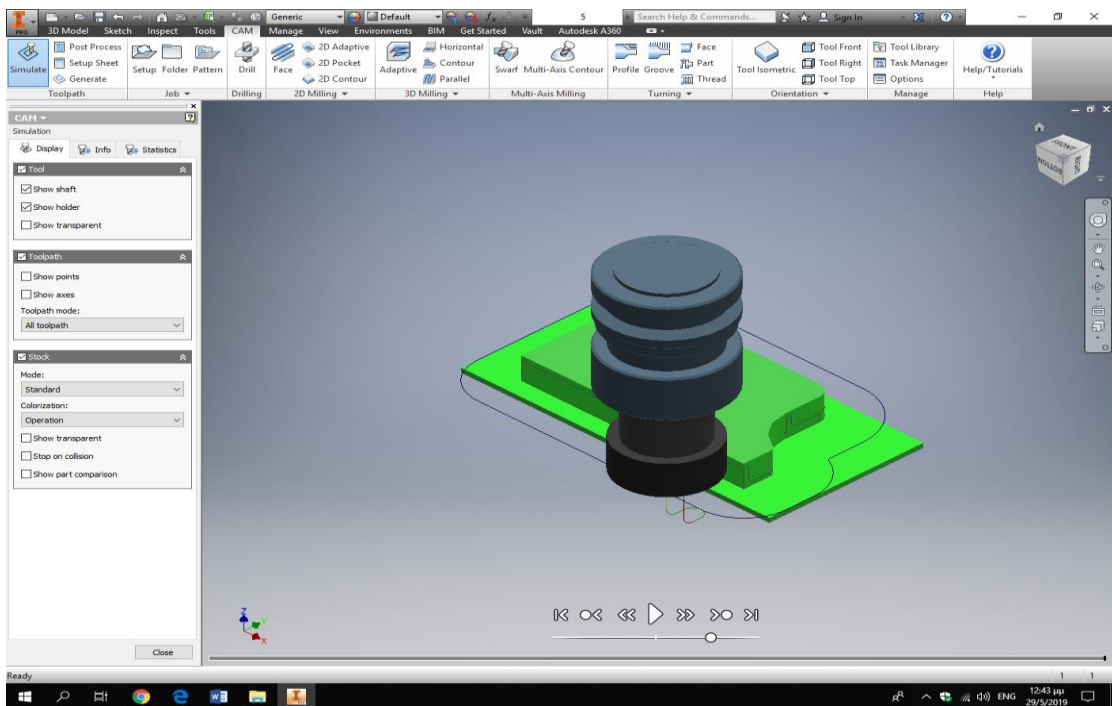 PRO
Generic
Default
5
Search Help & Commands...
Sign In
3D Model Sketch Inspect Tools CAM Manage View Environments BIM Get Started Vault Autodesk A360
Simulate
Post Process
Setup Sheet
Generate
Toolpath
Setup Folder Pattern
Job
Drill
Drilling
Face
2D Adaptive
2D Pocket
2D Contour
2D Milling
Adaptive
Horizontal
Contour
Parallel
3D Milling
Swarf Multi-Axis Contour
Multi-Axis Milling
Profile Groove
Face
Part
Thread
Turning
Tool Isometric
Tool Front
Tool Right
Tool Top
Orientation
Tool Library
Task Manager
Options
Manage
Help/Tutorials
Help
CAM
Simulation
Display Info Statistics
Tool
Show shaft
Show holder
Show transparent
Toolpath
Show points
Show axes
Toolpath mode:
All toolpath
Stock
Mode:
Standard
Colorization:
Operation
Show transparent
Stop on collision
Show part comparison
Close
FRONT
RIGHT
BOTTOM
Z
Y
X
Ready
1 1
ENG
12:43 μμ
29/5/2019